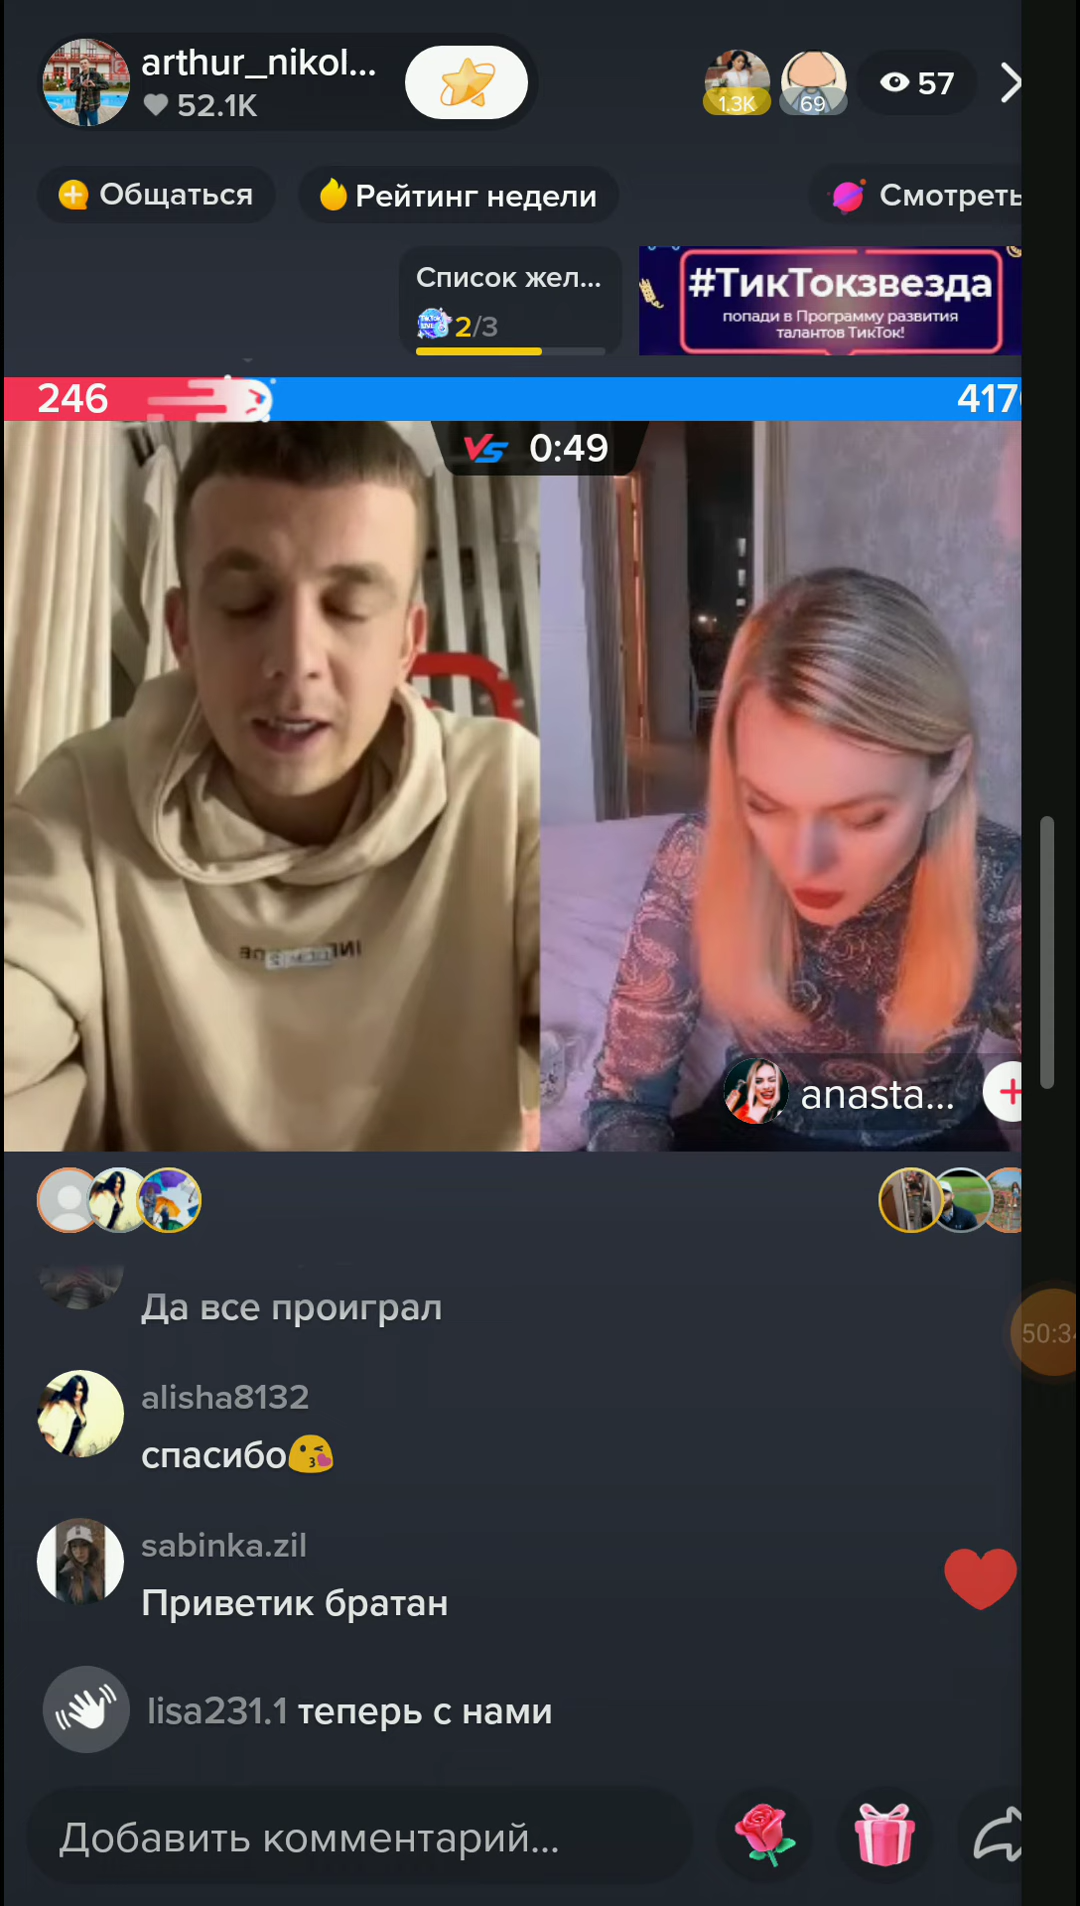 arthur_nikol...
52.1K
1.3K
69
57
Общаться
Рейтинг недели
Смотреть
Список жел...
2/3
#ТикТокзвезда
попади в Программу развития
талантов ТикТок!
246
417
VS 0:49
anasta...
Да все проиграл
alisha8132
спасибо😘
sabinka.zil
Приветик братан
lisa231.1 теперь с нами
50:34
Добавить комментарий...